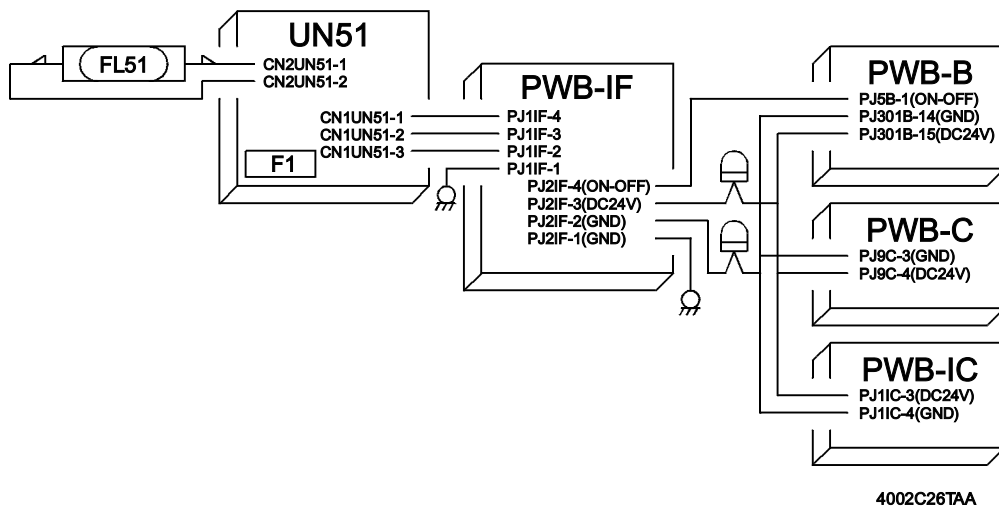 UN51
FL51
CN2UN51-1
CN2UN51-2
CN1UN51-1
CN1UN51-2
CN1UN51-3
F1
PWB-IF
PJ1IF-4
PJ1IF-3
PJ1IF-2
PJ1IF-1
PJ2IF-4(ON-OFF)
PJ2IF-3(DC24V)
PJ2IF-2(GND)
PJ2IF-1(GND)
PWB-B
PJ5B-1(ON-OFF)
PJ301B-14(GND)
PJ301B-15(DC24V)
PWB-C
PJ9C-3(GND)
PJ9C-4(DC24V)
PWB-IC
PJ1IC-3(DC24V)
PJ1IC-4(GND)
4002C26TAA